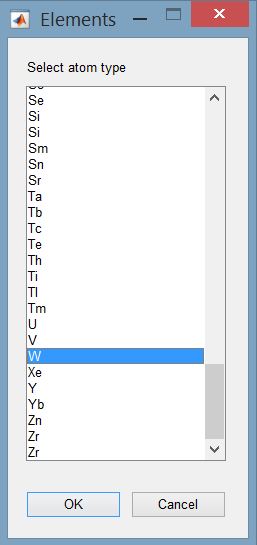 Elements
Select atom type
Se
Si
Si
Sm
Sn
Sr
Ta
Tb
Tc
Te
Th
Ti
Tl
Tm
U
V
W
Xe
Y
Yb
Zn
Zr
Zr
OK
Cancel